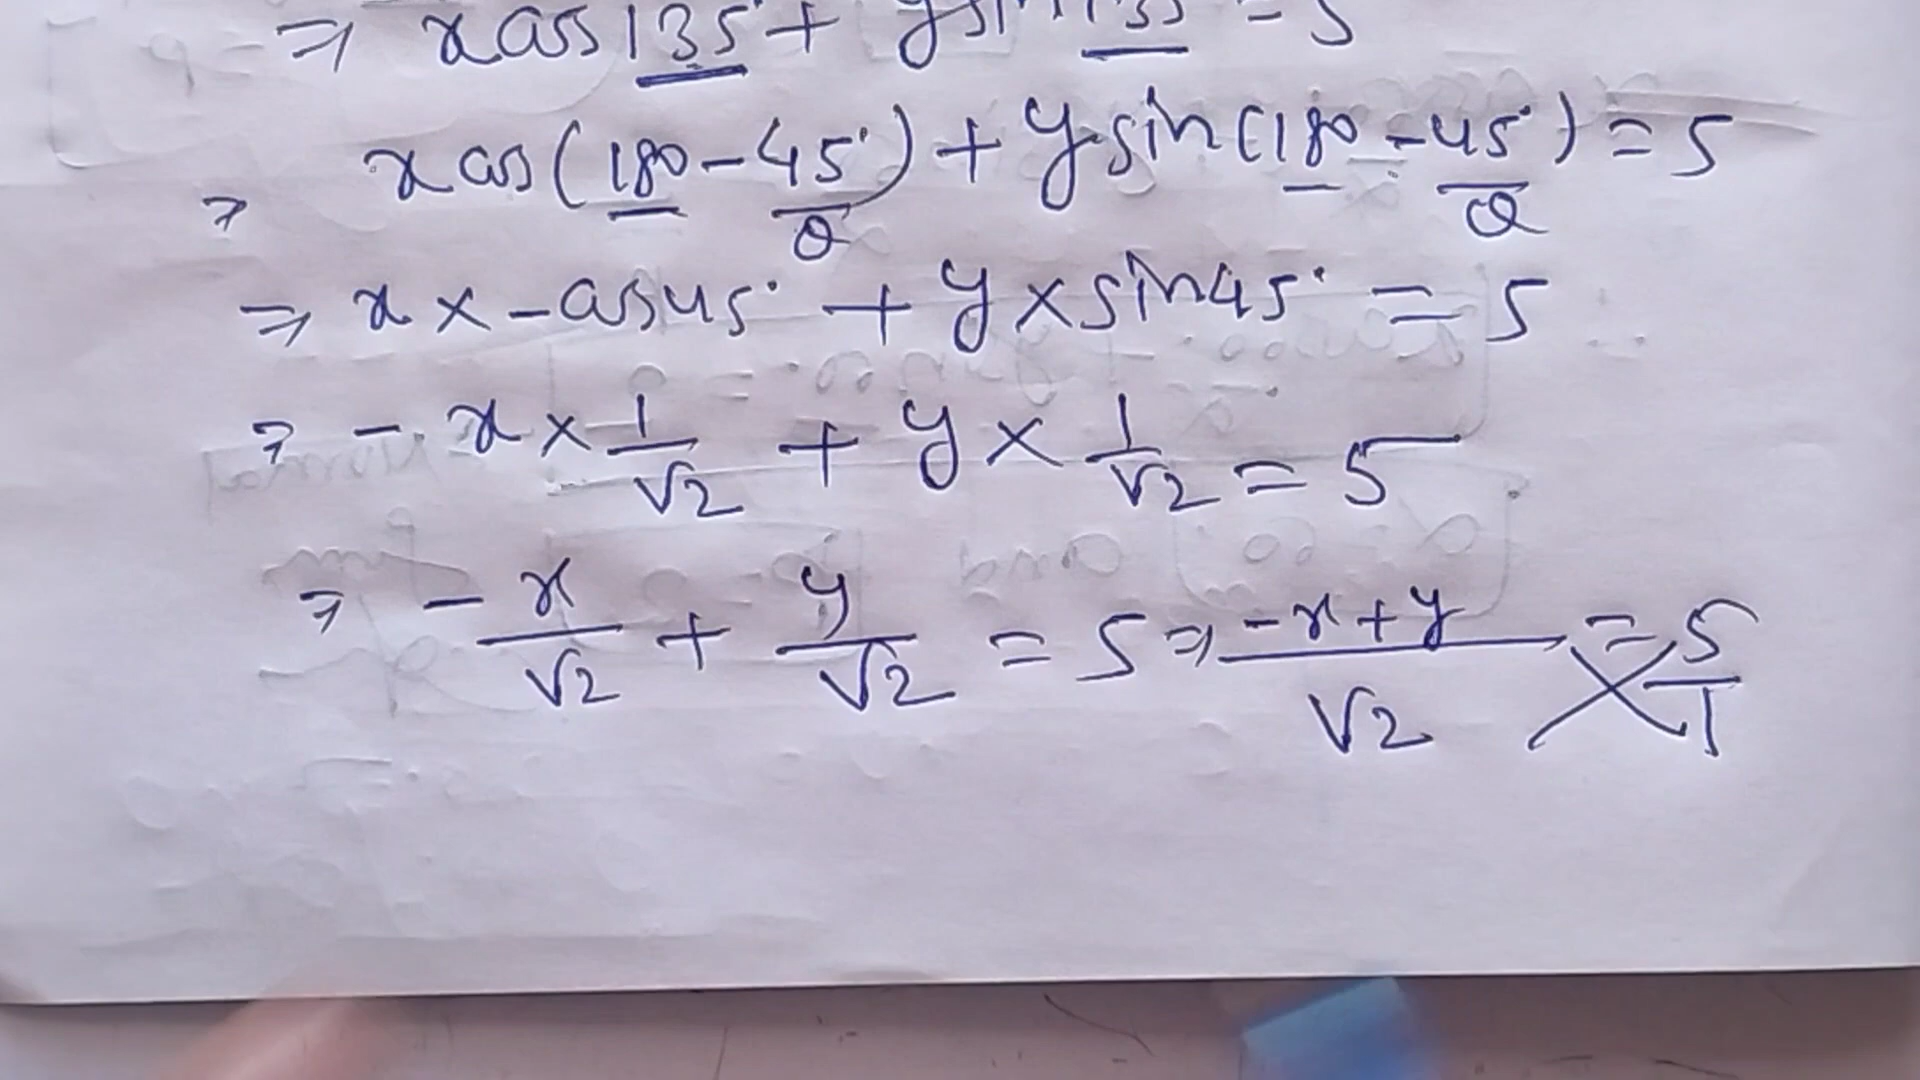 ⇒ x cos 135° + y sin 135° = 5
⇒ x cos (180 - 45°) + y sin (180 - 45°) = 5
θ θ
⇒ x × - cos 45° + y × sin 45° = 5
⇒ - x × 1/√2 + y × 1/√2 = 5
⇒ - x/√2 + y/√2 = 5 ⇒ -x + y/√2 = 5/1